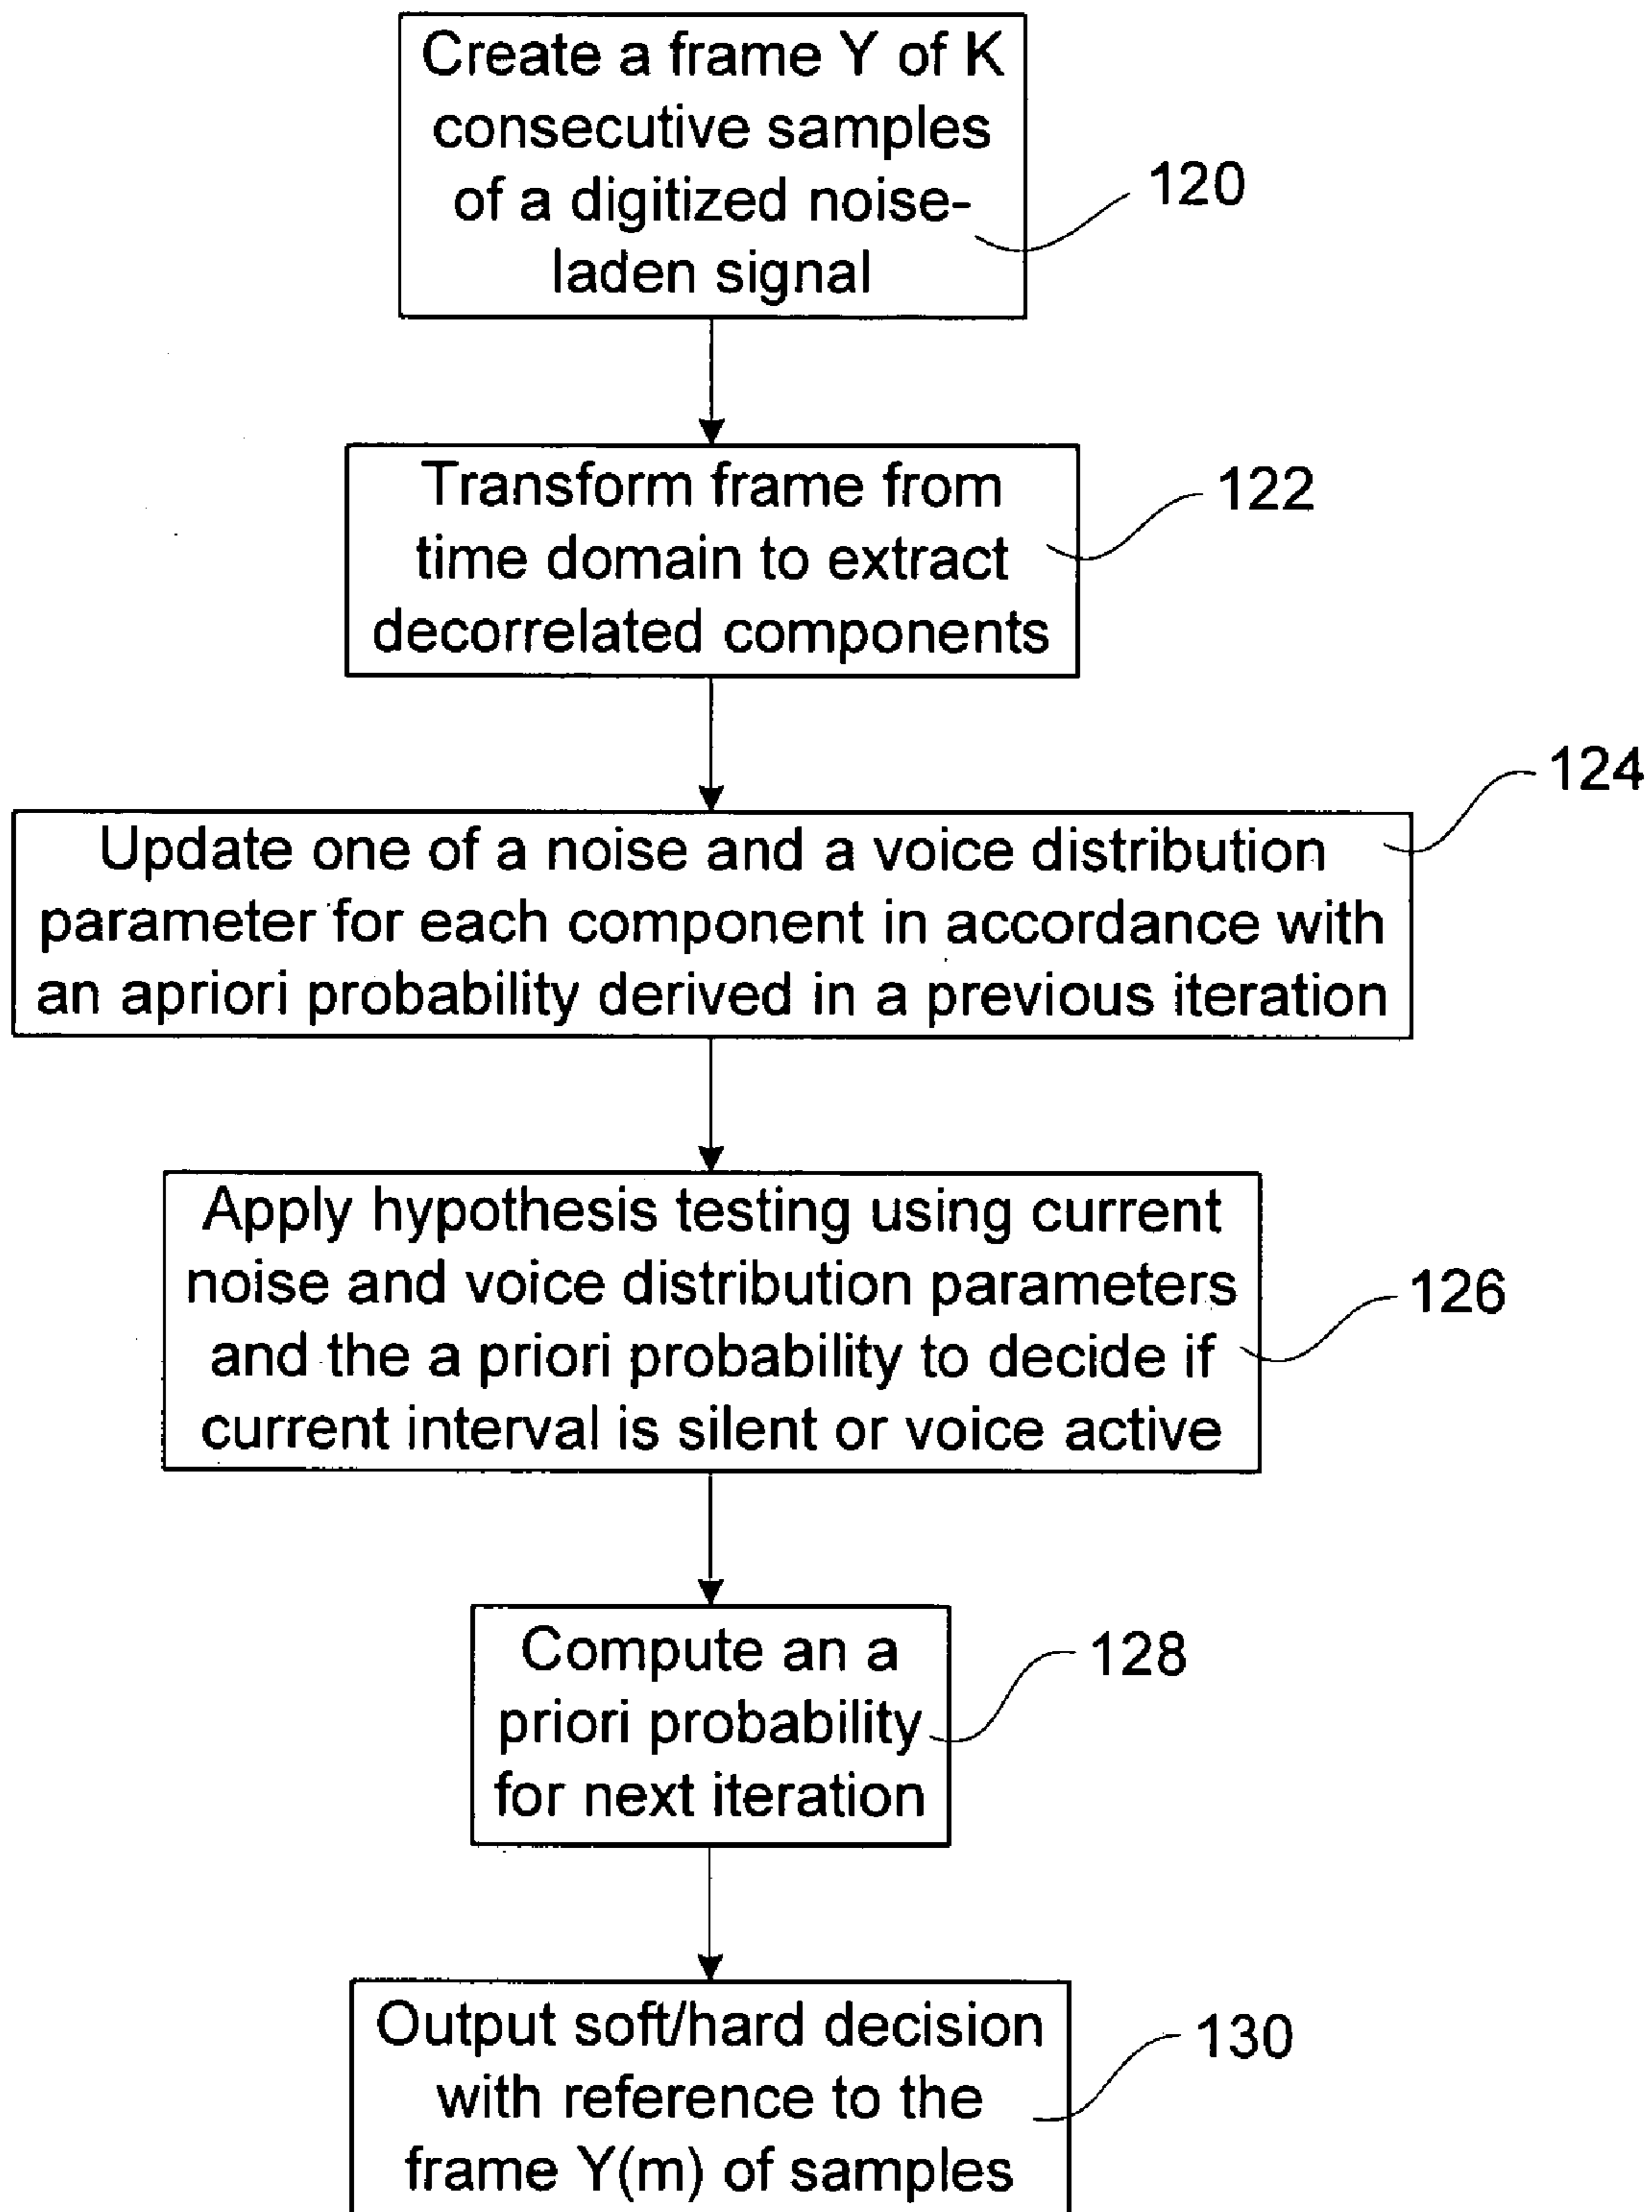 Create a frame Y of K
consecutive samples
of a digitized noise-
laden signal
120
Transform frame from
time domain to extract
decorrelated components
122
Update one of a noise and a voice distribution
parameter for each component in accordance with
an apriori probability derived in a previous iteration
124
Apply hypothesis testing using current
noise and voice distribution parameters
and the a priori probability to decide if
current interval is silent or voice active
126
Compute an a
priori probability
for next iteration
128
Output soft/hard decision
with reference to the
frame Y(m) of samples
130